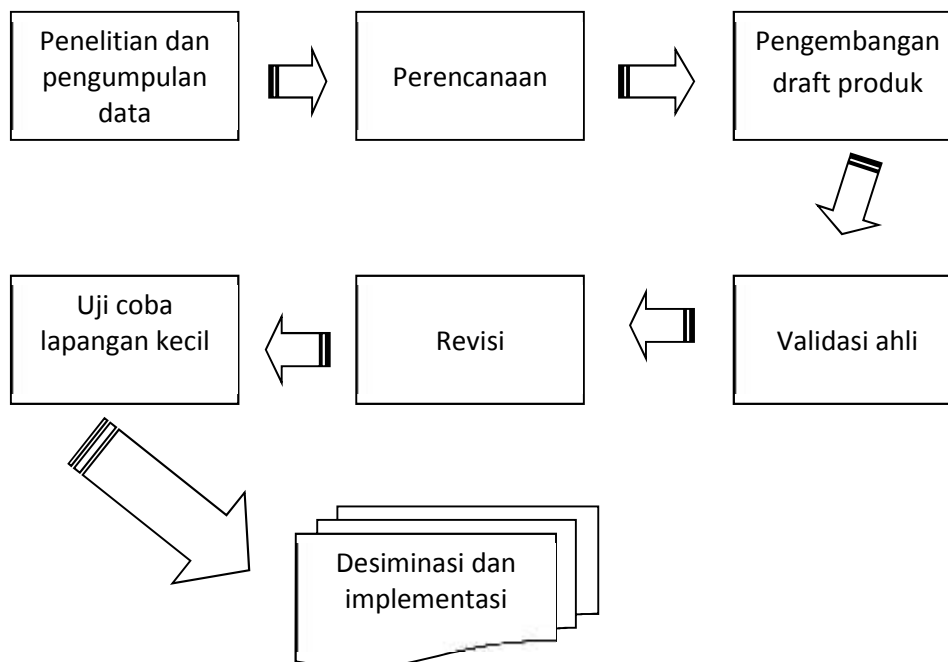 Penelitian dan
pengumpulan
data
Perencanaan
Pengembangan
draft produk
Uji coba
lapangan kecil
Revisi
Validasi ahli
Desiminasi dan
implementasi